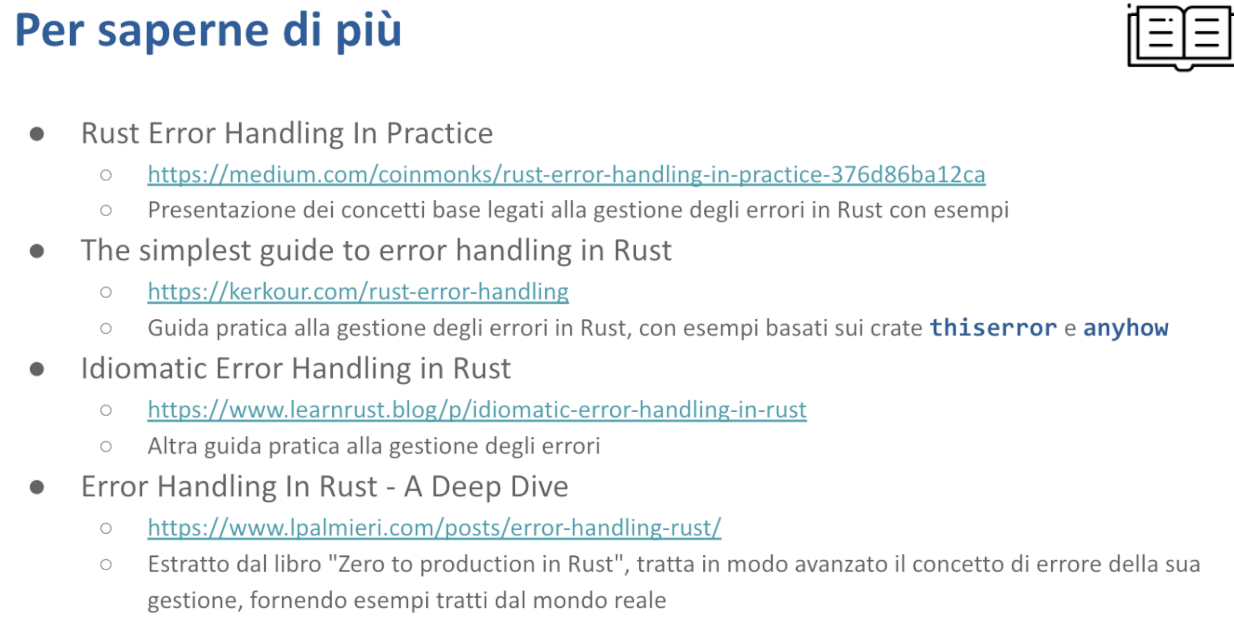 Per saperne di più
● Rust Error Handling In Practice
○ https://medium.com/coinmonks/rust-error-handling-in-practice-376d86ba12ca
○ Presentazione dei concetti base legati alla gestione degli errori in Rust con esempi
● The simplest guide to error handling in Rust
○ https://kerkour.com/rust-error-handling
○ Guida pratica alla gestione degli errori in Rust, con esempi basati sui crate thiserror e anyhow
● Idiomatic Error Handling in Rust
○ https://www.learnrust.blog/p/idiomatic-error-handling-in-rust
○ Altra guida pratica alla gestione degli errori
● Error Handling In Rust - A Deep Dive
○ https://www.lpalmieri.com/posts/error-handling-rust/
○ Estratto dal libro "Zero to production in Rust", tratta in modo avanzato il concetto di errore della sua
gestione, fornendo esempi tratti dal mondo reale